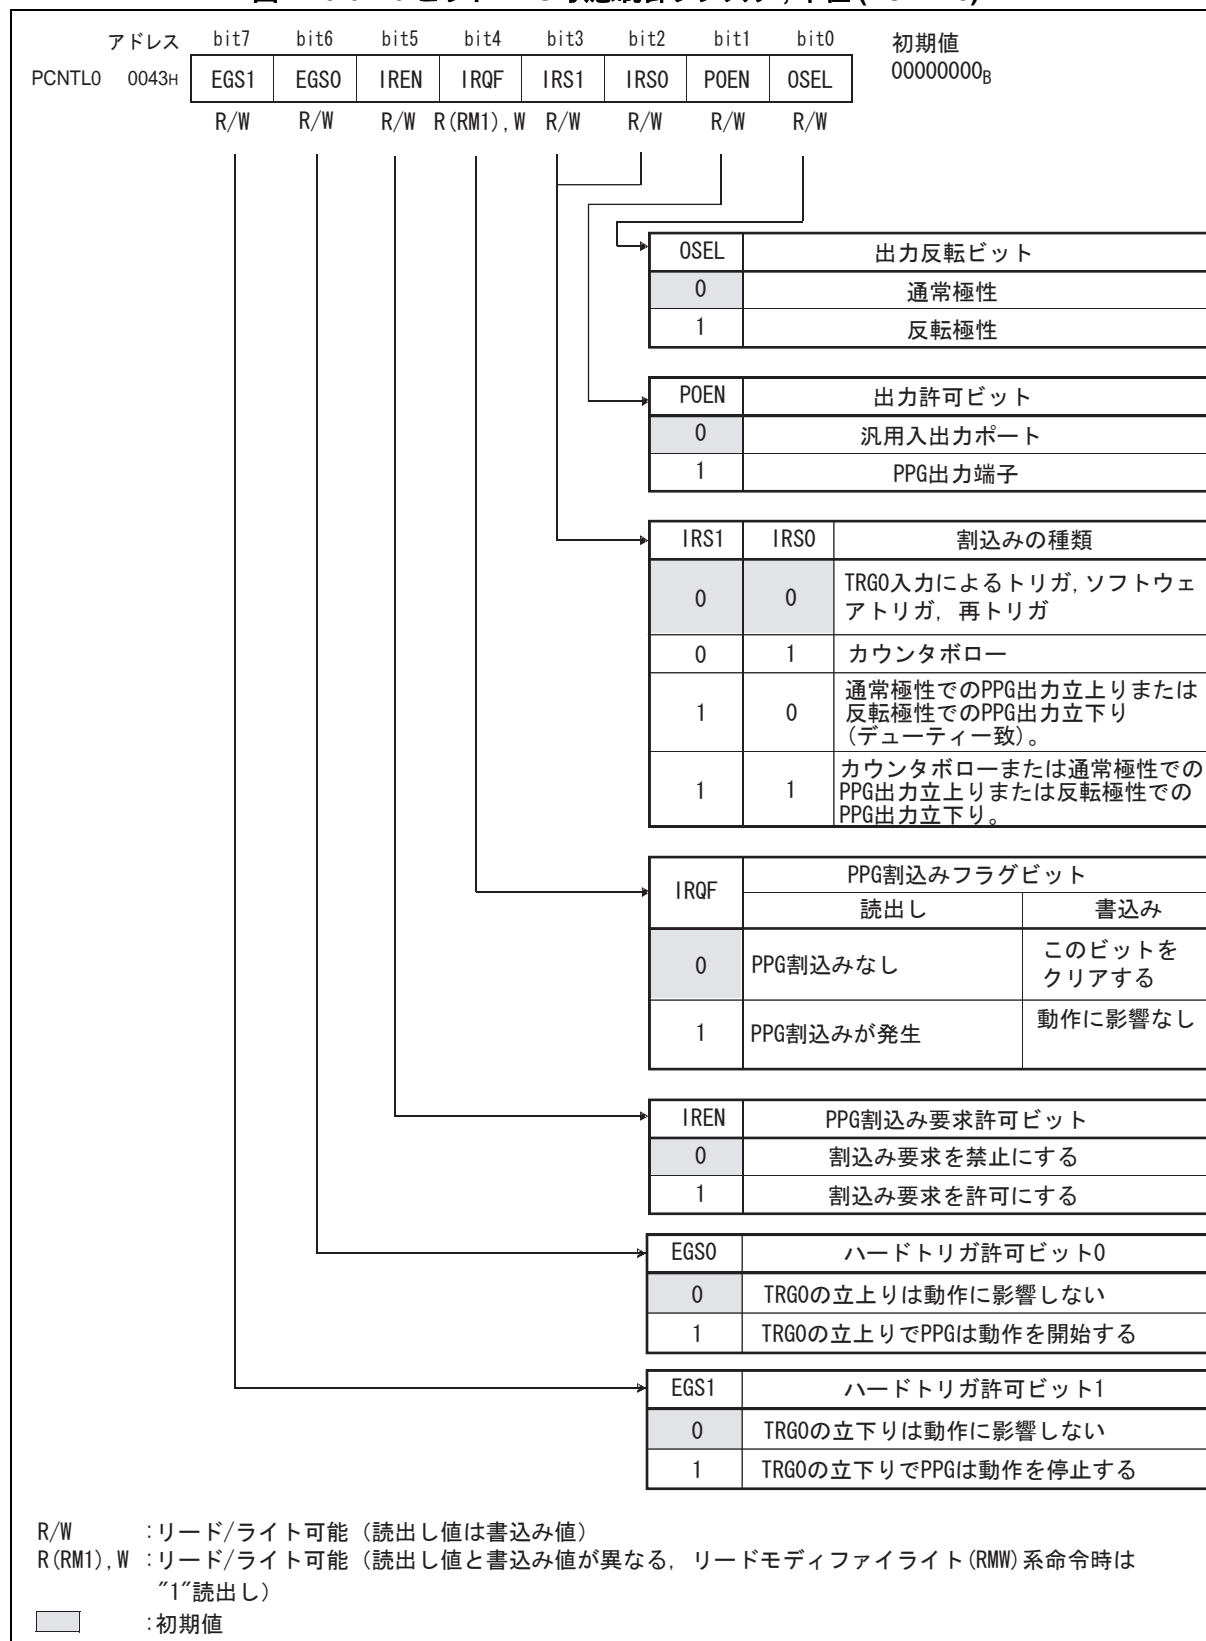 アドレス bit7 bit6 bit5 bit4 bit3 bit2 bit1 bit0 初期値
PCNTL0 0043H EGS1 EGS0 IREN IRQF IRS1 IRS0 POEN OSEL 00000000B
R/W R/W R/W R(RM1),W R/W R/W R/W R/W
OSEL 出力反転ビット
0 通常極性
1 反転極性
POEN 出力許可ビット
0 汎用入出力ポート
1 PPG出力端子
IRS1 IRS0 割込みの種類
0 0 TRG0入力によるトリガ, ソフトウェ
アトリガ, 再トリガ
0 1 カウンタボロー
1 0 通常極性でのPPG出力立上りまたは
反転極性でのPPG出力立下り
(デューティ一致)。
1 1 カウンタボローまたは通常極性での
PPG出力立上りまたは反転極性での
PPG出力立下り。
IRQF PPG割込みフラグビット
読出し 書込み
0 PPG割込みなし このビットを
クリアする
1 PPG割込みが発生 動作に影響なし
IREN PPG割込み要求許可ビット
0 割込み要求を禁止にする
1 割込み要求を許可にする
EGS0 ハードトリガ許可ビット0
0 TRG0の立上りは動作に影響しない
1 TRG0の立上りでPPGは動作を開始する
EGS1 ハードトリガ許可ビット1
0 TRG0の立下りは動作に影響しない
1 TRG0の立下りでPPGは動作を停止する
R/W :リード/ライト可能 (読出し値は書込み値)
R(RM1),W :リード/ライト可能 (読出し値と書込み値が異なる, リードモディファイライト(RMW)系命令時は
"1"読出し)
:初期値